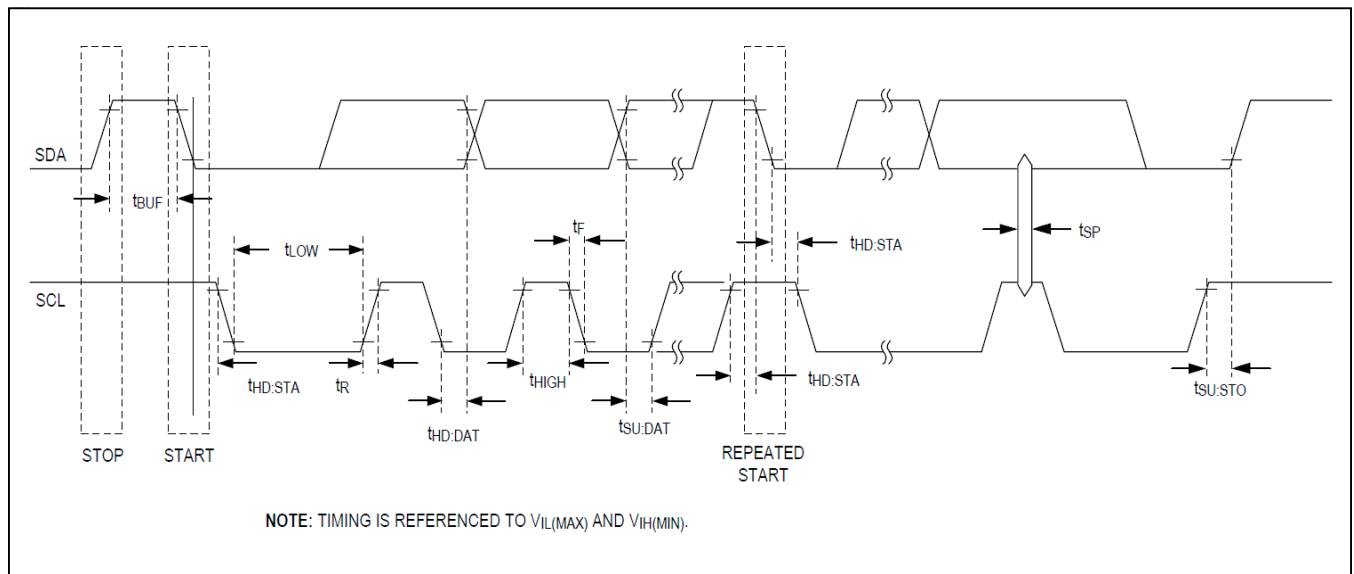 SDA
tBUF
tF
tLOW
tHD:STA
tSP
SCL
tHD:STA
tR
tHIGH
tHD:STA
tSU:STO
tHD:DAT
tSU:DAT
STOP
START
REPEATED
START
NOTE: TIMING IS REFERENCED TO VIL(MAX) AND VIH(MIN).